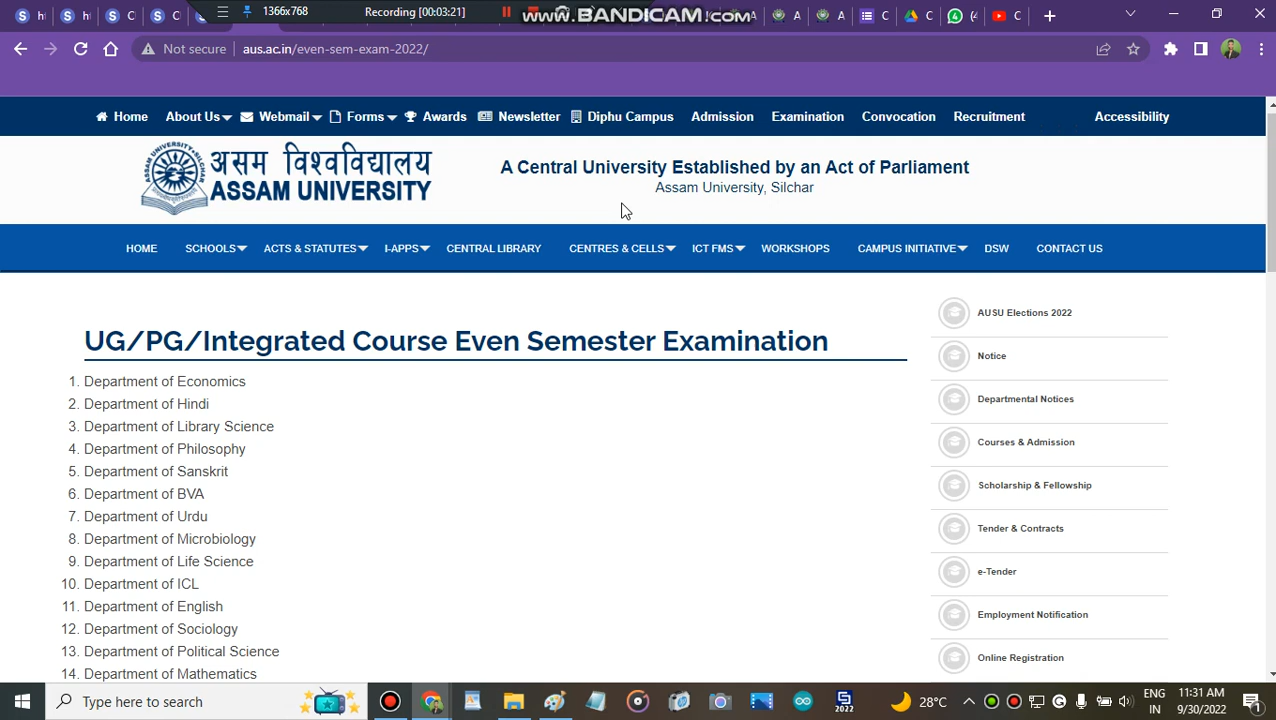 1366x768 Recording [00:03:21] www.BANDICAM.com
Not secure aus.ac.in/even-sem-exam-2022/
Home About Us Webmail Forms Awards Newsletter Diphu Campus Admission Examination Convocation Recruitment Accessibility
असम विश्वविद्यालय
ASSAM UNIVERSITY
A Central University Established by an Act of Parliament
Assam University, Silchar
HOME SCHOOLS ACTS & STATUTES I-APPS CENTRAL LIBRARY CENTRES & CELLS ICT FMS WORKSHOPS CAMPUS INITIATIVE DSW CONTACT US
UG/PG/Integrated Course Even Semester Examination
1. Department of Economics
2. Department of Hindi
3. Department of Library Science
4. Department of Philosophy
5. Department of Sanskrit
6. Department of BVA
7. Department of Urdu
8. Department of Microbiology
9. Department of Life Science
10. Department of ICL
11. Department of English
12. Department of Sociology
13. Department of Political Science
14. Department of Mathematics
AUSU Elections 2022
Notice
Departmental Notices
Courses & Admission
Scholarship & Fellowship
Tender & Contracts
e-Tender
Employment Notification
Online Registration
Type here to search
28°C
ENG
IN
11:31 AM
9/30/2022